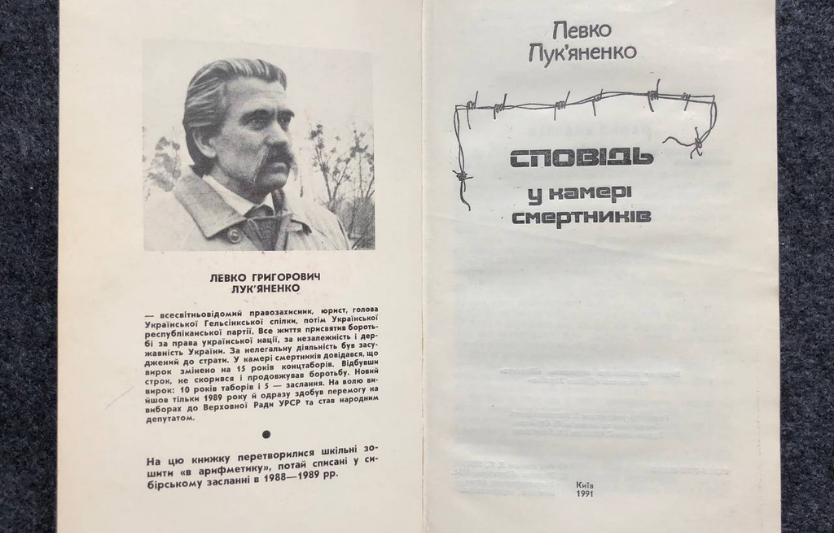 ЛЕВКО ГРИГОРОВИЧ
ЛУК’ЯНЕНКО
— всесвітньовідомий правозахисник, юрист, голова
Української Гельсінкської спілки, потім Української
республіканської партії. Все життя присвятив бороть-
бі за права української нації, за незалежність і дер-
жавність України. За нелегальну діяльність був засу-
джений до страти. У камері смертників довідався, що
вирок змінено на 15 років концтаборів. Відбувши
строк, не скорився і продовжував боротьбу. Новий
вирок: 10 років таборів і 5 — заслання. На волю ви-
йшов тільки 1989 року й одразу здобув перемогу на
виборах до Верховної Ради УРСР та став народним
депутатом.
На цю книжку перетворилися шкільні зо-
шити «в арифметику», потай списані у си-
бірському засланні в 1988—1989 рр.
Левко
Лук’яненко
СПОВІДЬ
у камері
смертників
Київ
1991